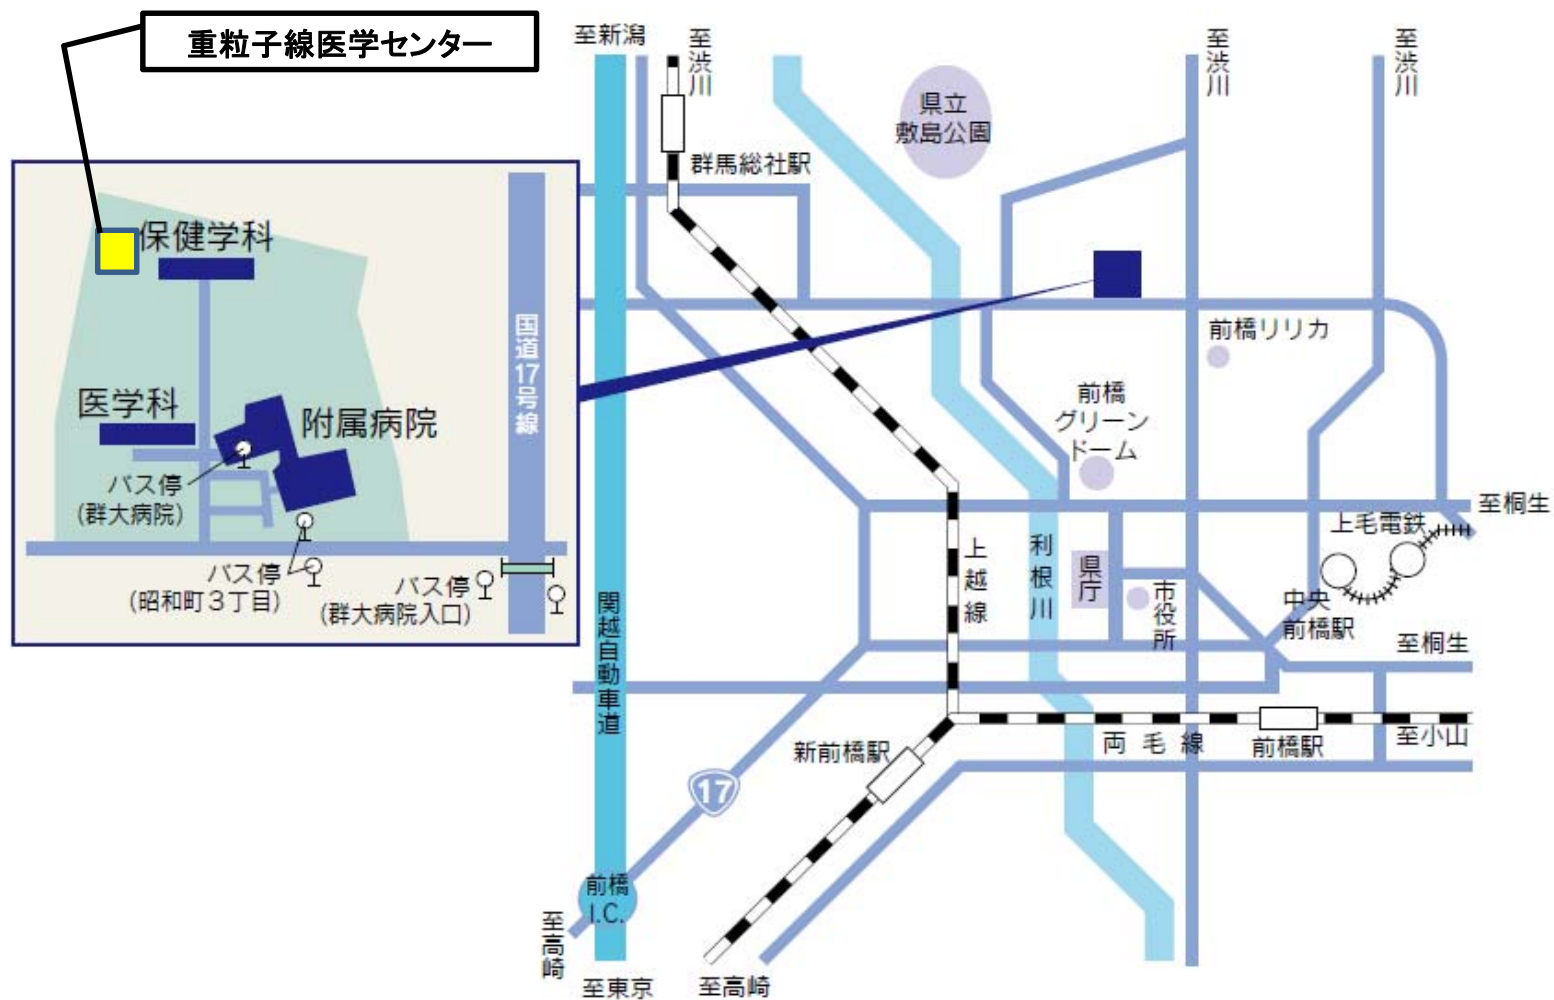 重粒子線医学センター
至新潟
至渋川
至渋川
至渋川
県立
敷島公園
群馬総社駅
保健学科
国道17号線
医学科
附属病院
バス停
(群大病院)
バス停
(昭和町3丁目)
バス停
(群大病院入口)
前橋リリカ
前橋
グリーン
ドーム
至桐生
上毛電鉄
上越線
利根川
県庁
市役所
中央
前橋駅
至桐生
関越自動車道
新前橋駅
両毛線
前橋駅
至小山
17
前橋
I.C.
至高崎
至東京
至高崎